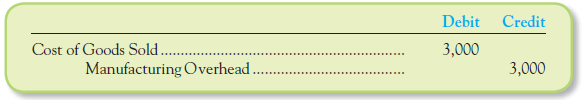 Debit Credit
Cost of Goods Sold................................................................ 3,000
Manufacturing Overhead....................................... 3,000